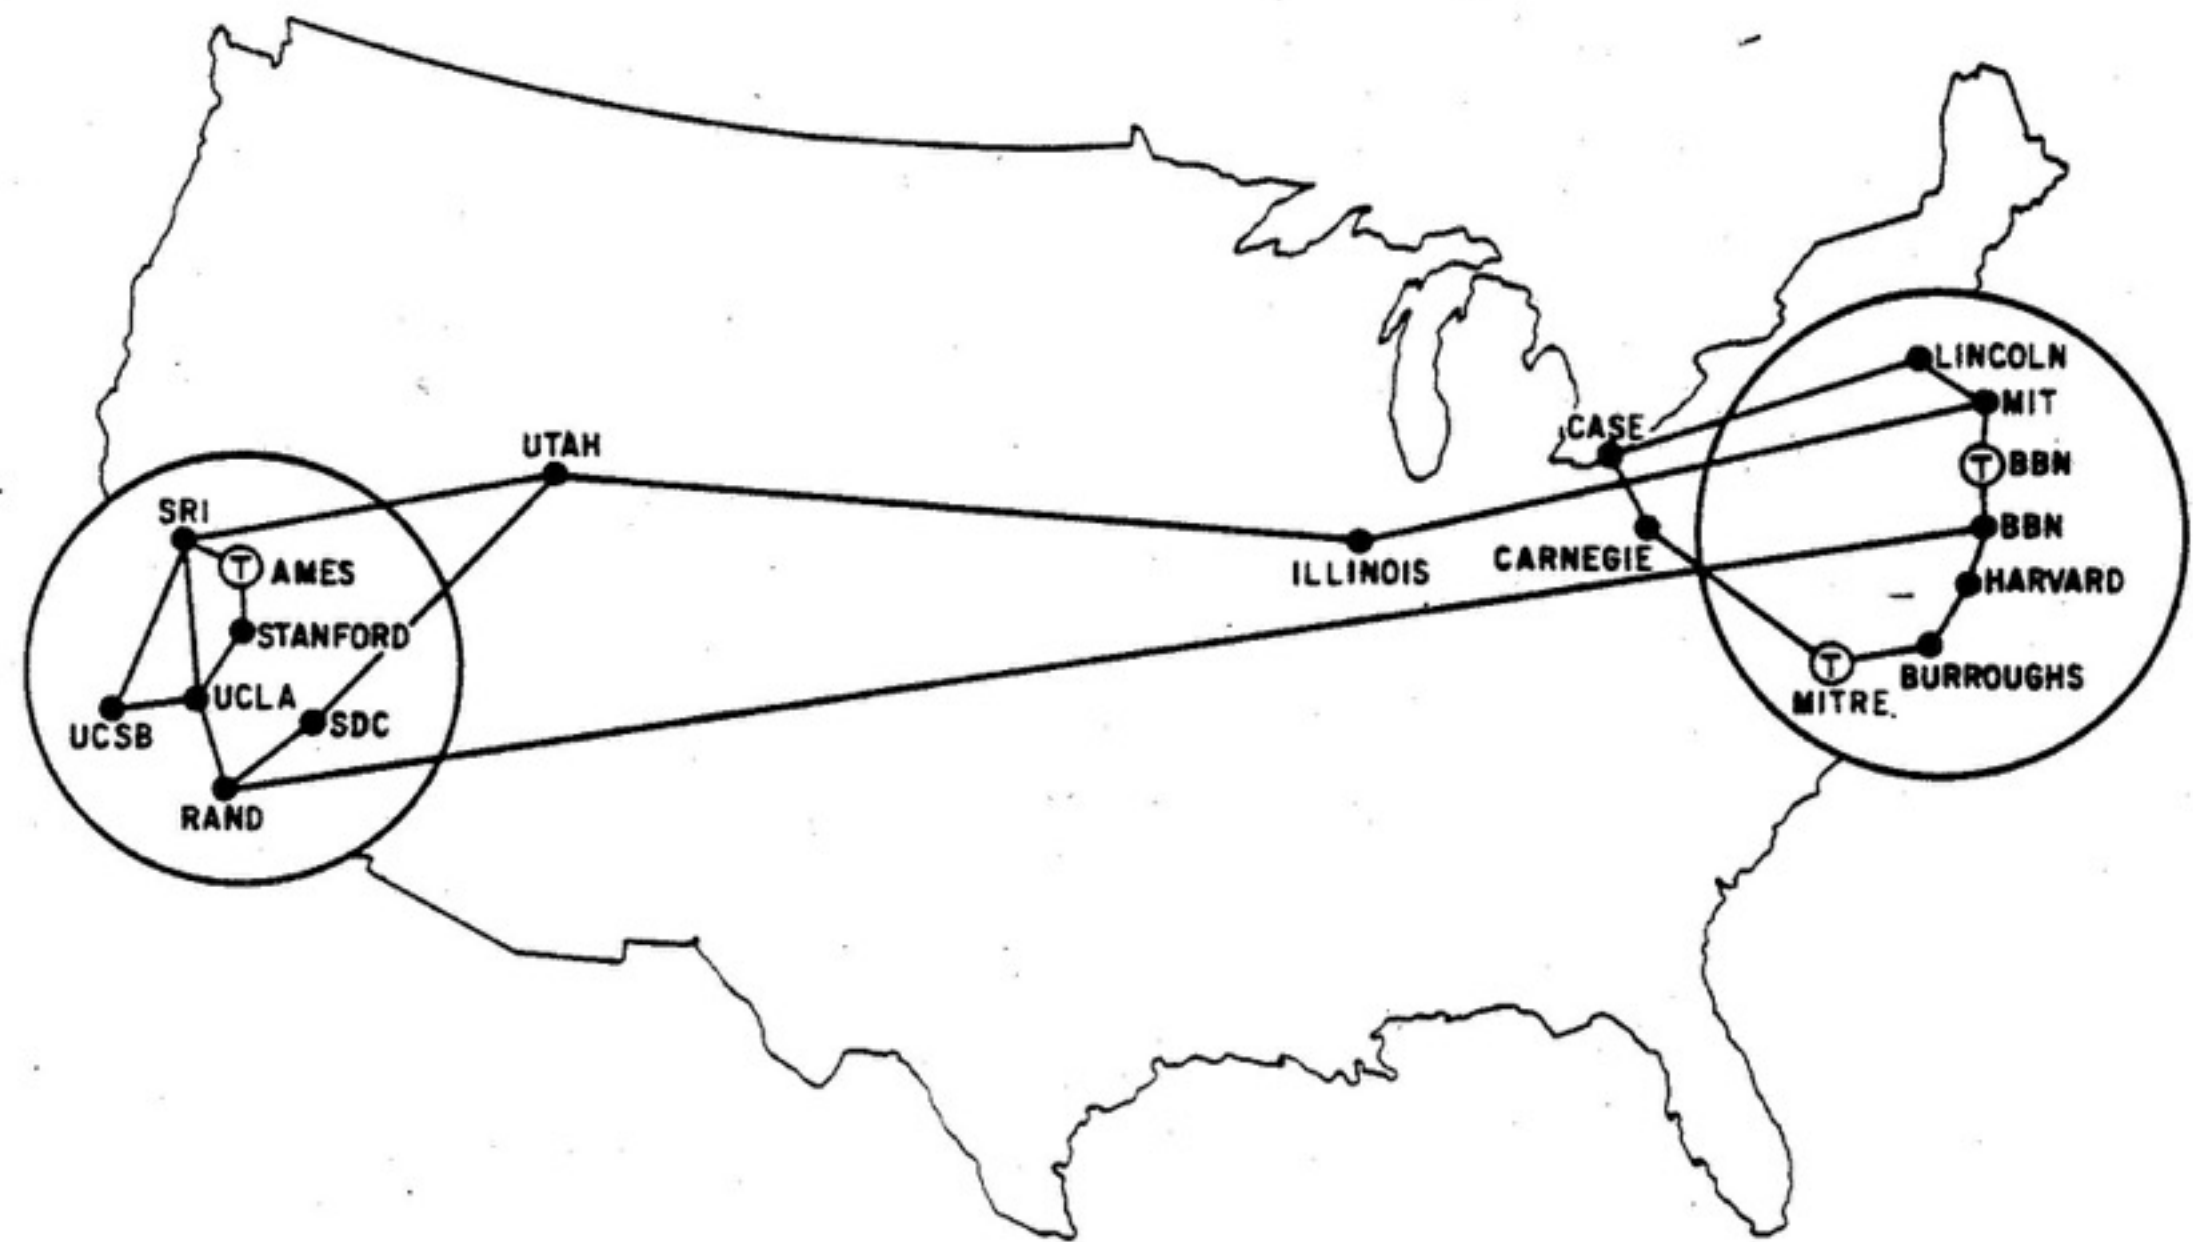 LINCOLN
MIT
CASE
UTAH
T BBN
SRI
BBN
T AMES
ILLINOIS
CARNEGIE
HARVARD
STANFORD
T
BURROUGHS
MITRE.
UCLA
SDC
UCSB
RAND